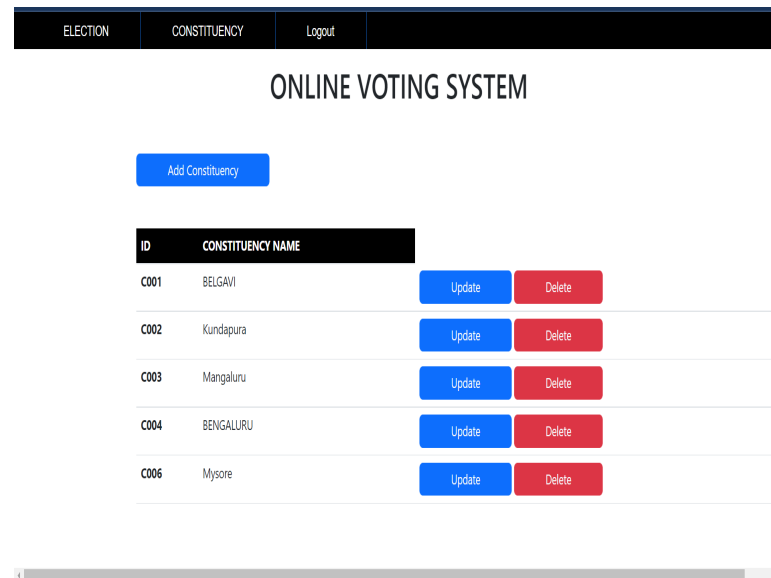 ELECTION CONSTITUENCY Logout
ONLINE VOTING SYSTEM
Add Constituency
ID CONSTITUENCY NAME
C001 BELGAVI Update Delete
C002 Kundapura Update Delete
C003 Mangaluru Update Delete
C004 BENGALURU Update Delete
C006 Mysore Update Delete